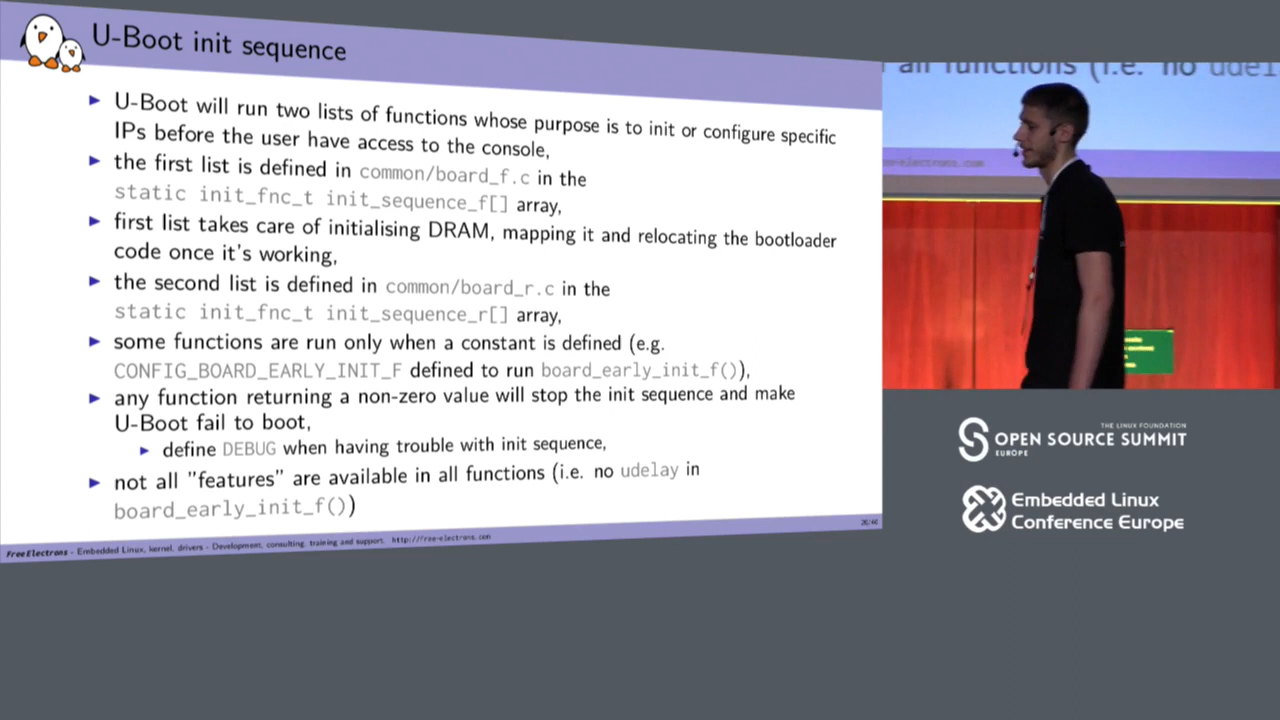 U-Boot init sequence
▶ U-Boot will run two lists of functions whose purpose is to init or configure specific
IPs before the user have access to the console,
▶ the first list is defined in common/board_f.c in the
static init_fnc_t init_sequence_f[] array,
▶ first list takes care of initialising DRAM, mapping it and relocating the bootloader
code once it's working,
▶ the second list is defined in common/board_r.c in the
static init_fnc_t init_sequence_r[] array,
▶ some functions are run only when a constant is defined (e.g.
CONFIG_BOARD_EARLY_INIT_F defined to run board_early_init_f()),
▶ any function returning a non-zero value will stop the init sequence and make
U-Boot fail to boot,
▶ define DEBUG when having trouble with init sequence,
▶ not all "features" are available in all functions (i.e. no udelay in
board_early_init_f())
Free Electrons - Embedded Linux, kernel, drivers - Development, consulting, training and support. http://free-electrons.com
all functions (i.e. no udel
THE LINUX FOUNDATION
OPEN SOURCE SUMMIT
EUROPE
Embedded Linux
Conference Europe